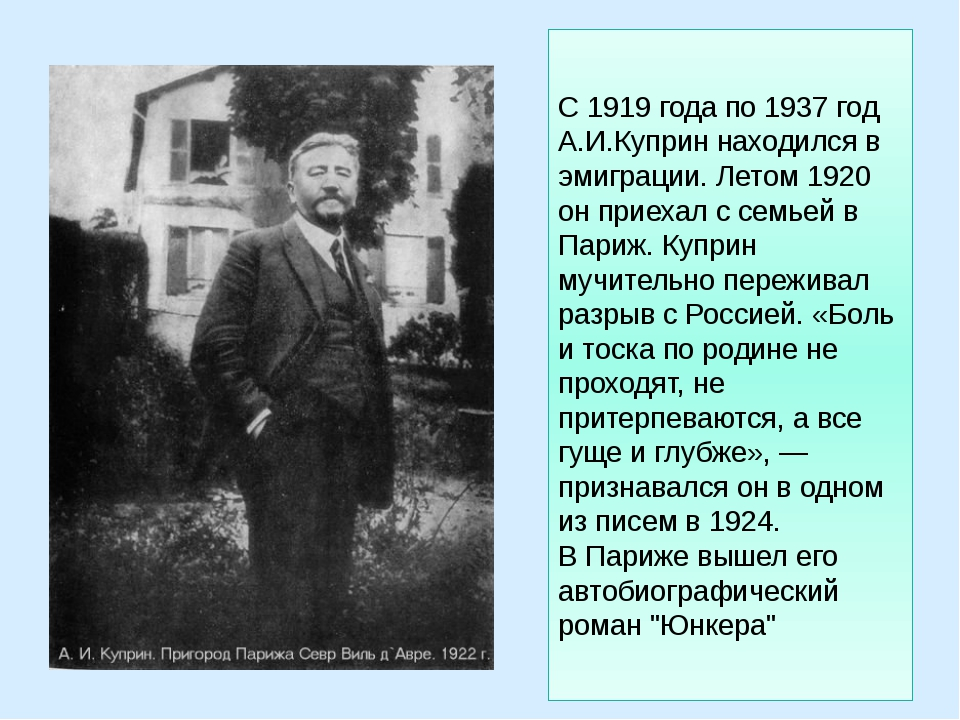 С 1919 года по 1937 год
А.И.Куприн находился в
эмиграции. Летом 1920
он приехал с семьей в
Париж. Куприн
мучительно переживал
разрыв с Россией. «Боль
и тоска по родине не
проходят, не
притерпеваются, а все
гуще и глубже», —
признавался он в одном
из писем в 1924.
В Париже вышел его
автобиографический
роман "Юнкера"
А. И. Куприн. Пригород Парижа Севр Виль д`Авре. 1922 г.